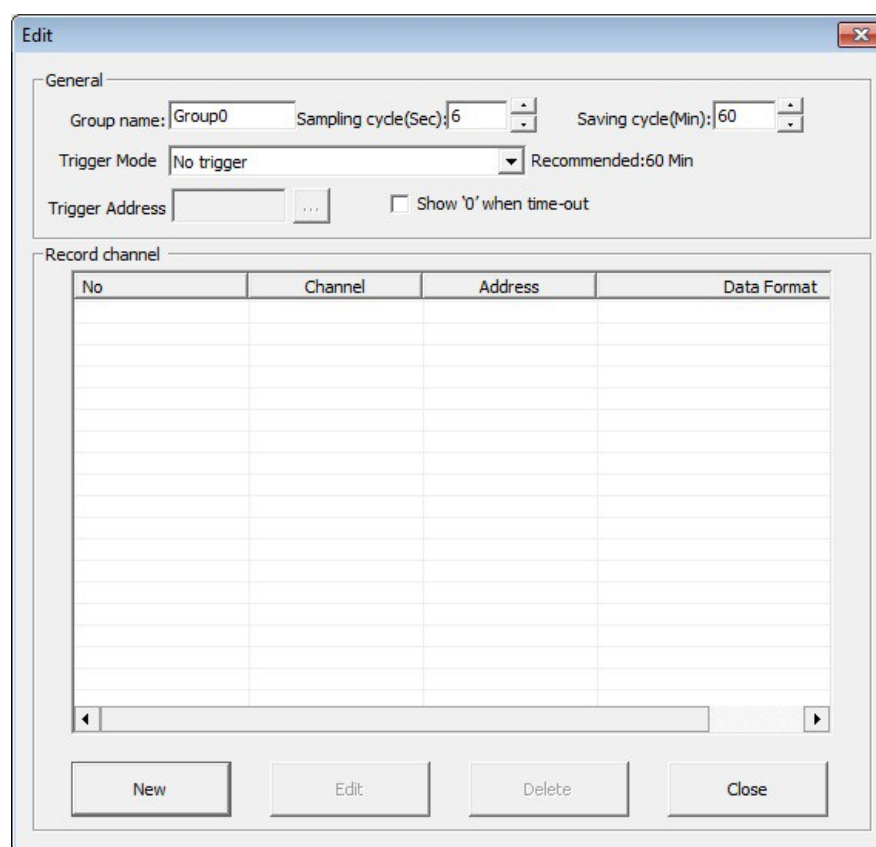 Edit
General
Group name: Group0 Sampling cycle(Sec): 6 Saving cycle(Min): 60
Trigger Mode No trigger Recommended:60 Min
Trigger Address ... Show '0' when time-out
Record channel
No Channel Address Data Format
New Edit Delete Close